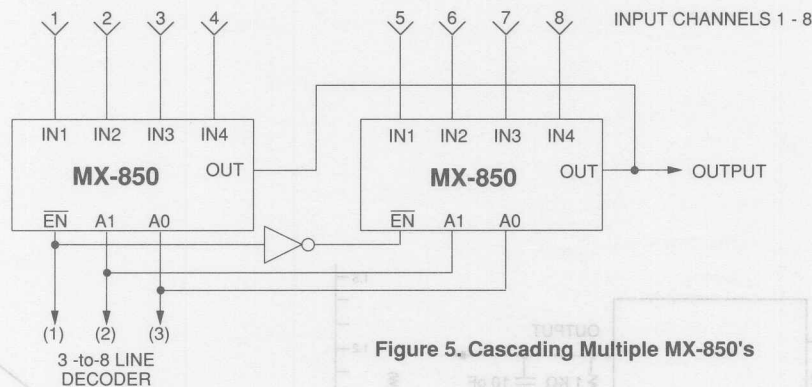 1 2 3 4 5 6 7 8 INPUT CHANNELS 1 - 8
IN1 IN2 IN3 IN4 IN1 IN2 IN3 IN4
MX-850 OUT MX-850 OUT OUTPUT
EN A1 A0 EN A1 A0
(1) (2) (3)
3 -to-8 LINE
DECODER
Figure 5. Cascading Multiple MX-850's